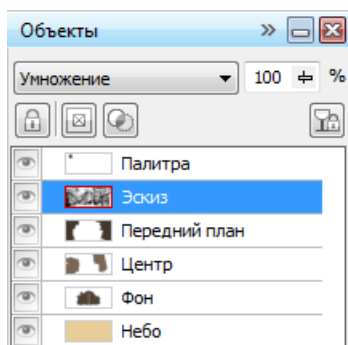 Объекты
Умножение 100 %
Палитра
Эскиз
Передний план
Центр
Фон
Небо